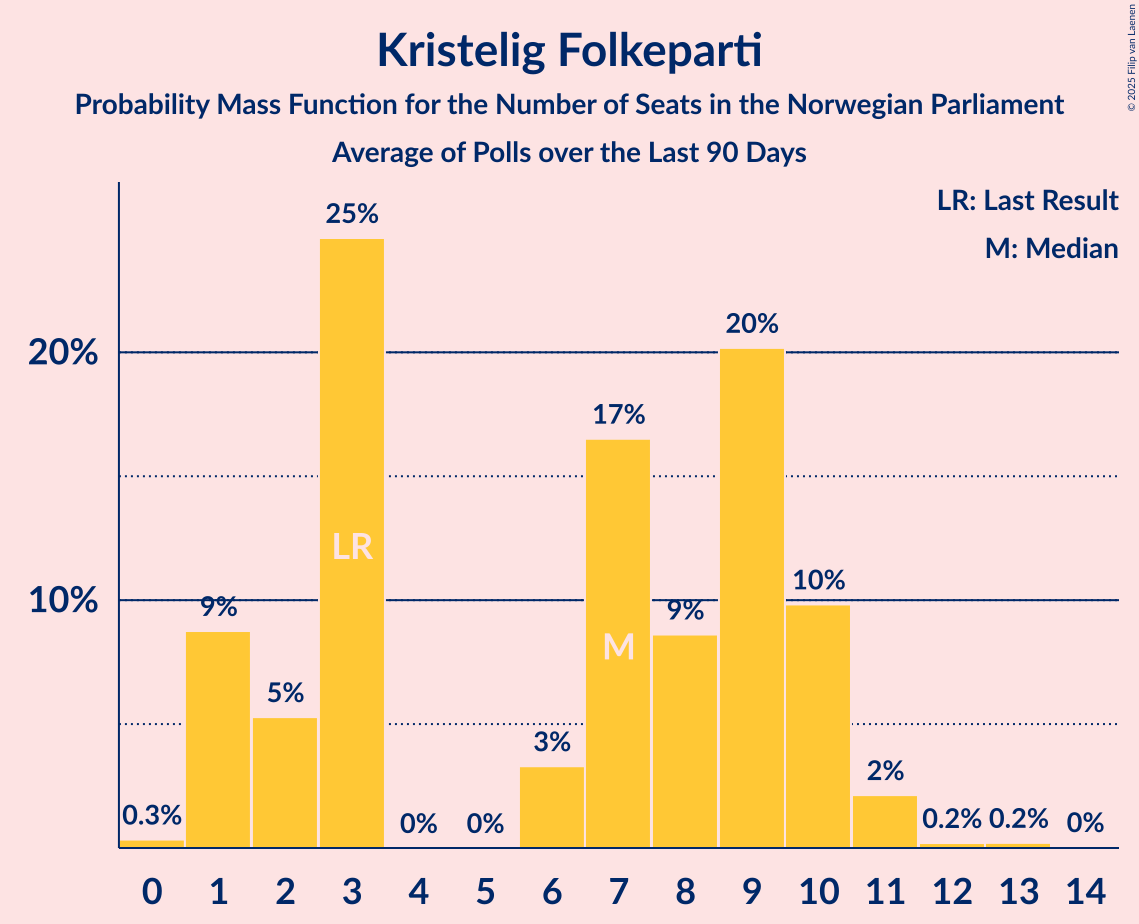 Kristelig Folkeparti
Probability Mass Function for the Number of Seats in the Norwegian Parliament
Average of Polls over the Last 90 Days
© 2025 Filip van Laenen
LR: Last Result
M: Median
20%
10%
0.3%
9%
5%
25%
0%
0%
3%
17%
9%
20%
10%
2%
0.2%
0.2%
0%
LR
M
0 1 2 3 4 5 6 7 8 9 10 11 12 13 14